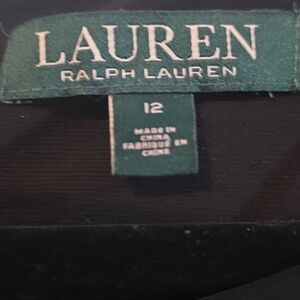 LAUREN
RALPH LAUREN
12
MADE IN
CHINA
FABRIQUÉ EN
CHINE